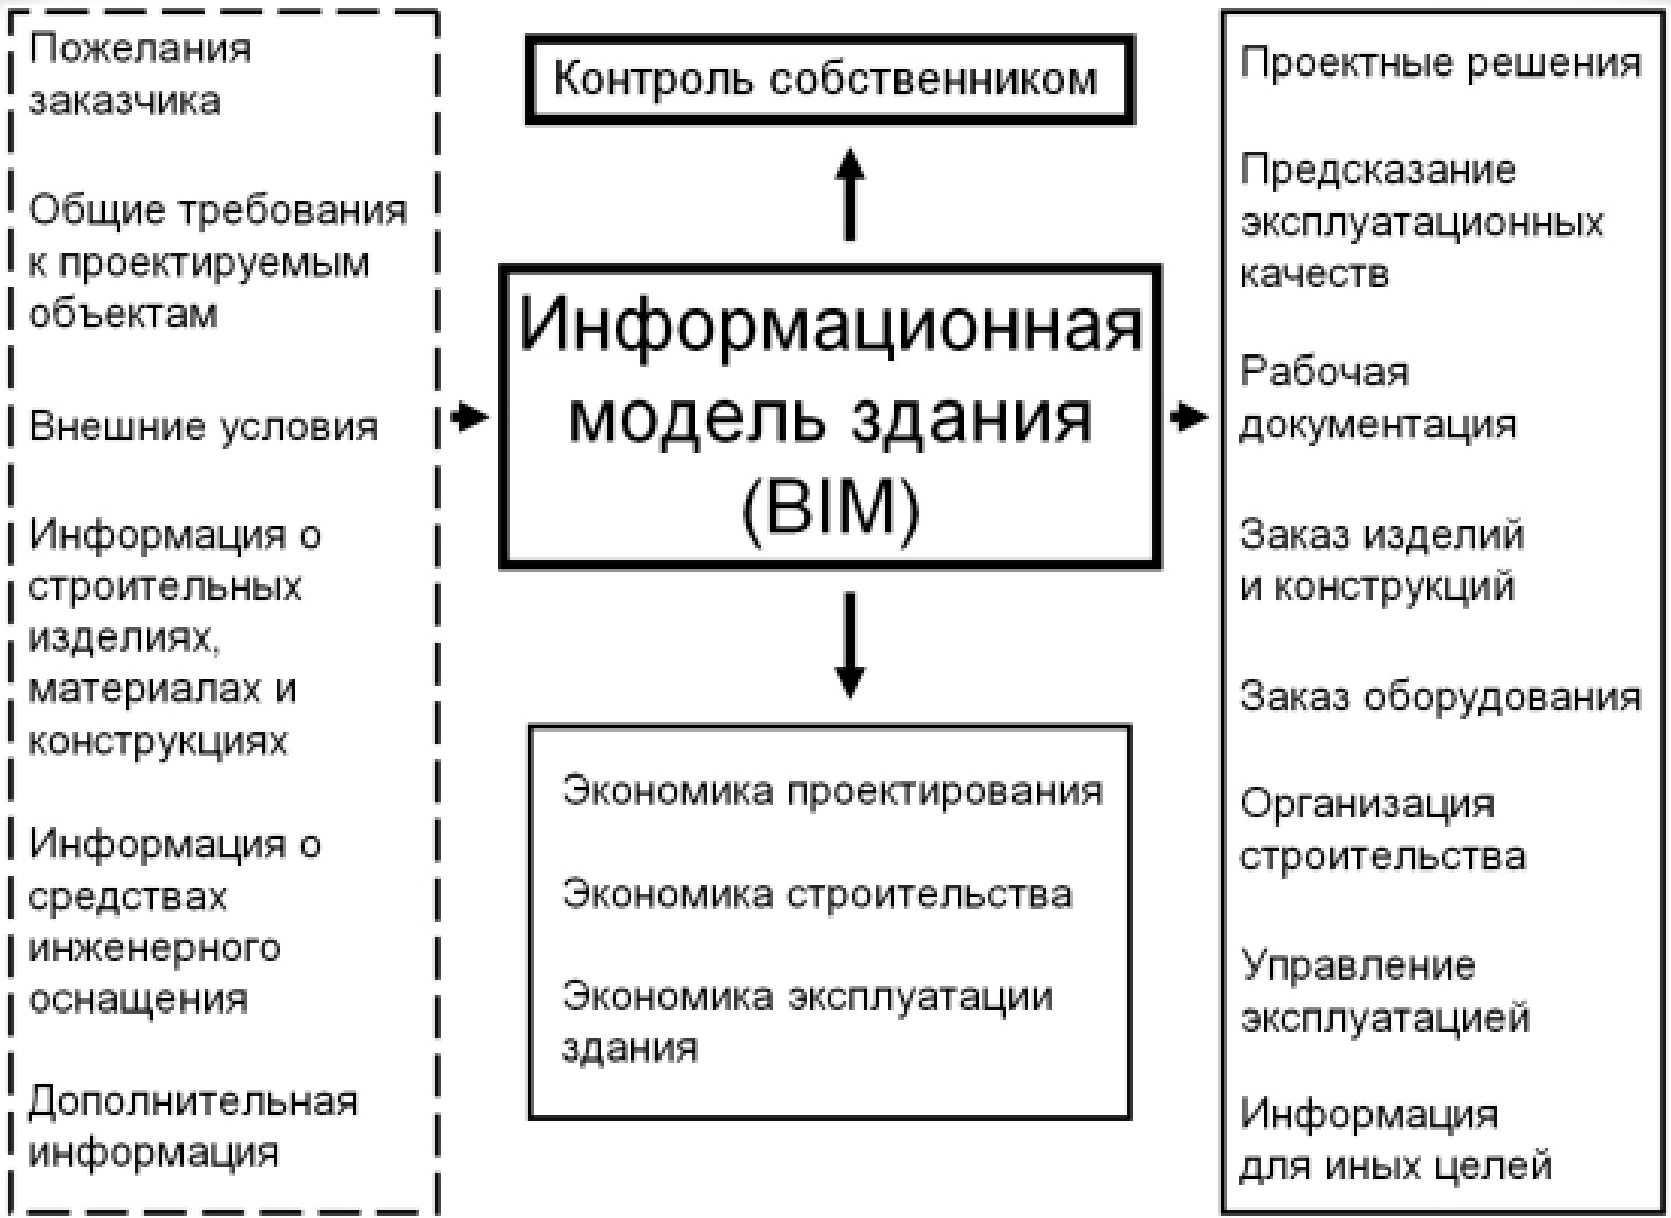 Пожелания
заказчика
Общие требования
к проектируемым
объектам
Внешние условия
Информация о
строительных
изделиях,
материалах и
конструкциях
Информация о
средствах
инженерного
оснащения
Дополнительная
информация
Контроль собственником
Информационная
модель здания
(BIM)
Экономика проектирования
Экономика строительства
Экономика эксплуатации
здания
Проектные решения
Предсказание
эксплуатационных
качеств
Рабочая
документация
Заказ изделий
и конструкций
Заказ оборудования
Организация
строительства
Управление
эксплуатацией
Информация
для иных целей